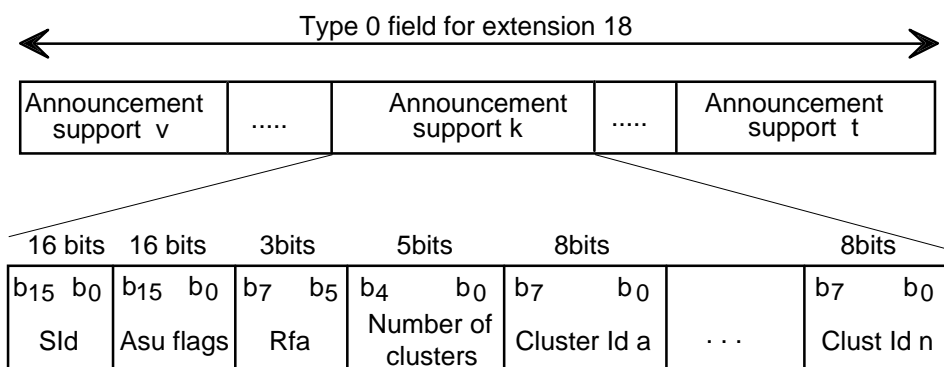 Type 0 field for extension 18
Announcement support v ..... Announcement support k ..... Announcement support t
16 bits 16 bits 3bits 5bits 8bits 8bits
b15 b0 b15 b0 b7 b5 b4 b0 b7 b0 b7 b0
SId Asu flags Rfa Number of clusters Cluster Id a . . . Clust Id n